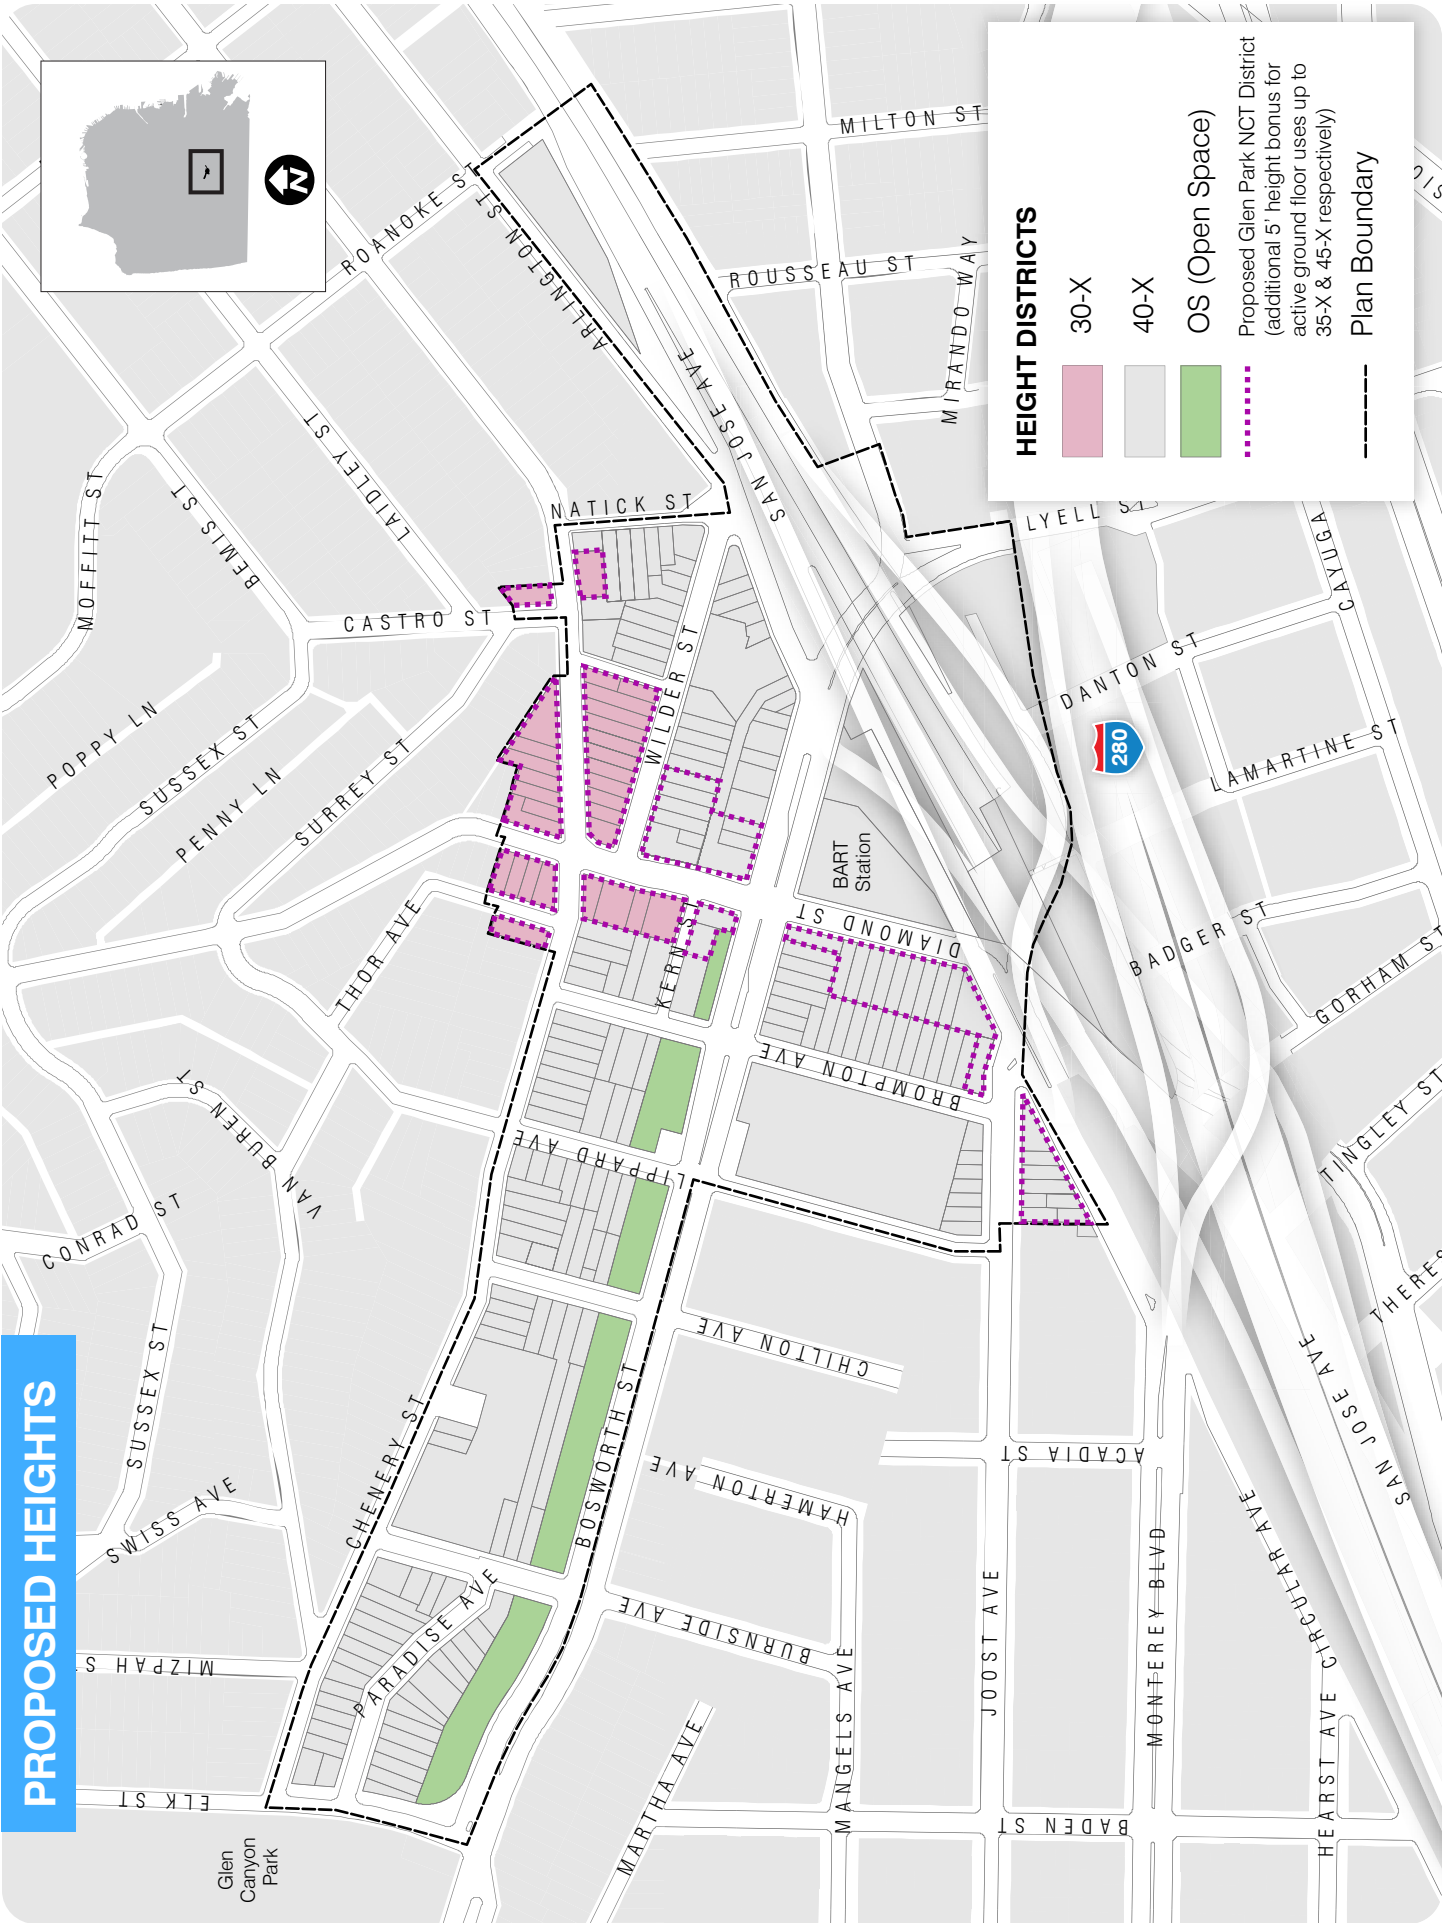 PROPOSED HEIGHTS
HEIGHT DISTRICTS
30-X
40-X
OS (Open Space)
Proposed Glen Park NCT District
(additional 5’ height bonus for
active ground floor uses up to
35-X & 45-X respectively)
Plan Boundary
N
Glen
Canyon
Park
ELK ST
MIZPAH ST
SWISS AVE
SUSSEX ST
CONRAD ST
VAN BUREN ST
THOR AVE
SURREY ST
PENNY LN
SUSSEX ST
POPPY LN
CASTRO ST
MOFFITT ST
BEMIS ST
LAIDLEY ST
ROANOKE ST
ARLINGTON ST
NATICK ST
CHENERY ST
PARADISE AVE
BOSWORTH ST
LIPPARD AVE
BROMPTON AVE
KERN ST
DIAMOND ST
WILDER ST
BART
Station
SAN JOSE AVE
MILTON ST
ROUSSEAU ST
MIRANDO WAY
LYELL ST
CAYUGA
DANTON ST
280
LAMARTINE ST
BADGER ST
GORHAM ST
TINGLEY ST
THERES
SAN JOSE AVE
CIRCULAR AVE
HEARST AVE
MONTEREY BLVD
JOOST AVE
ACADIA ST
BADEN ST
MANGELS AVE
MARTHA AVE
BURNSIDE AVE
HAMERTON AVE
CHILTON AVE